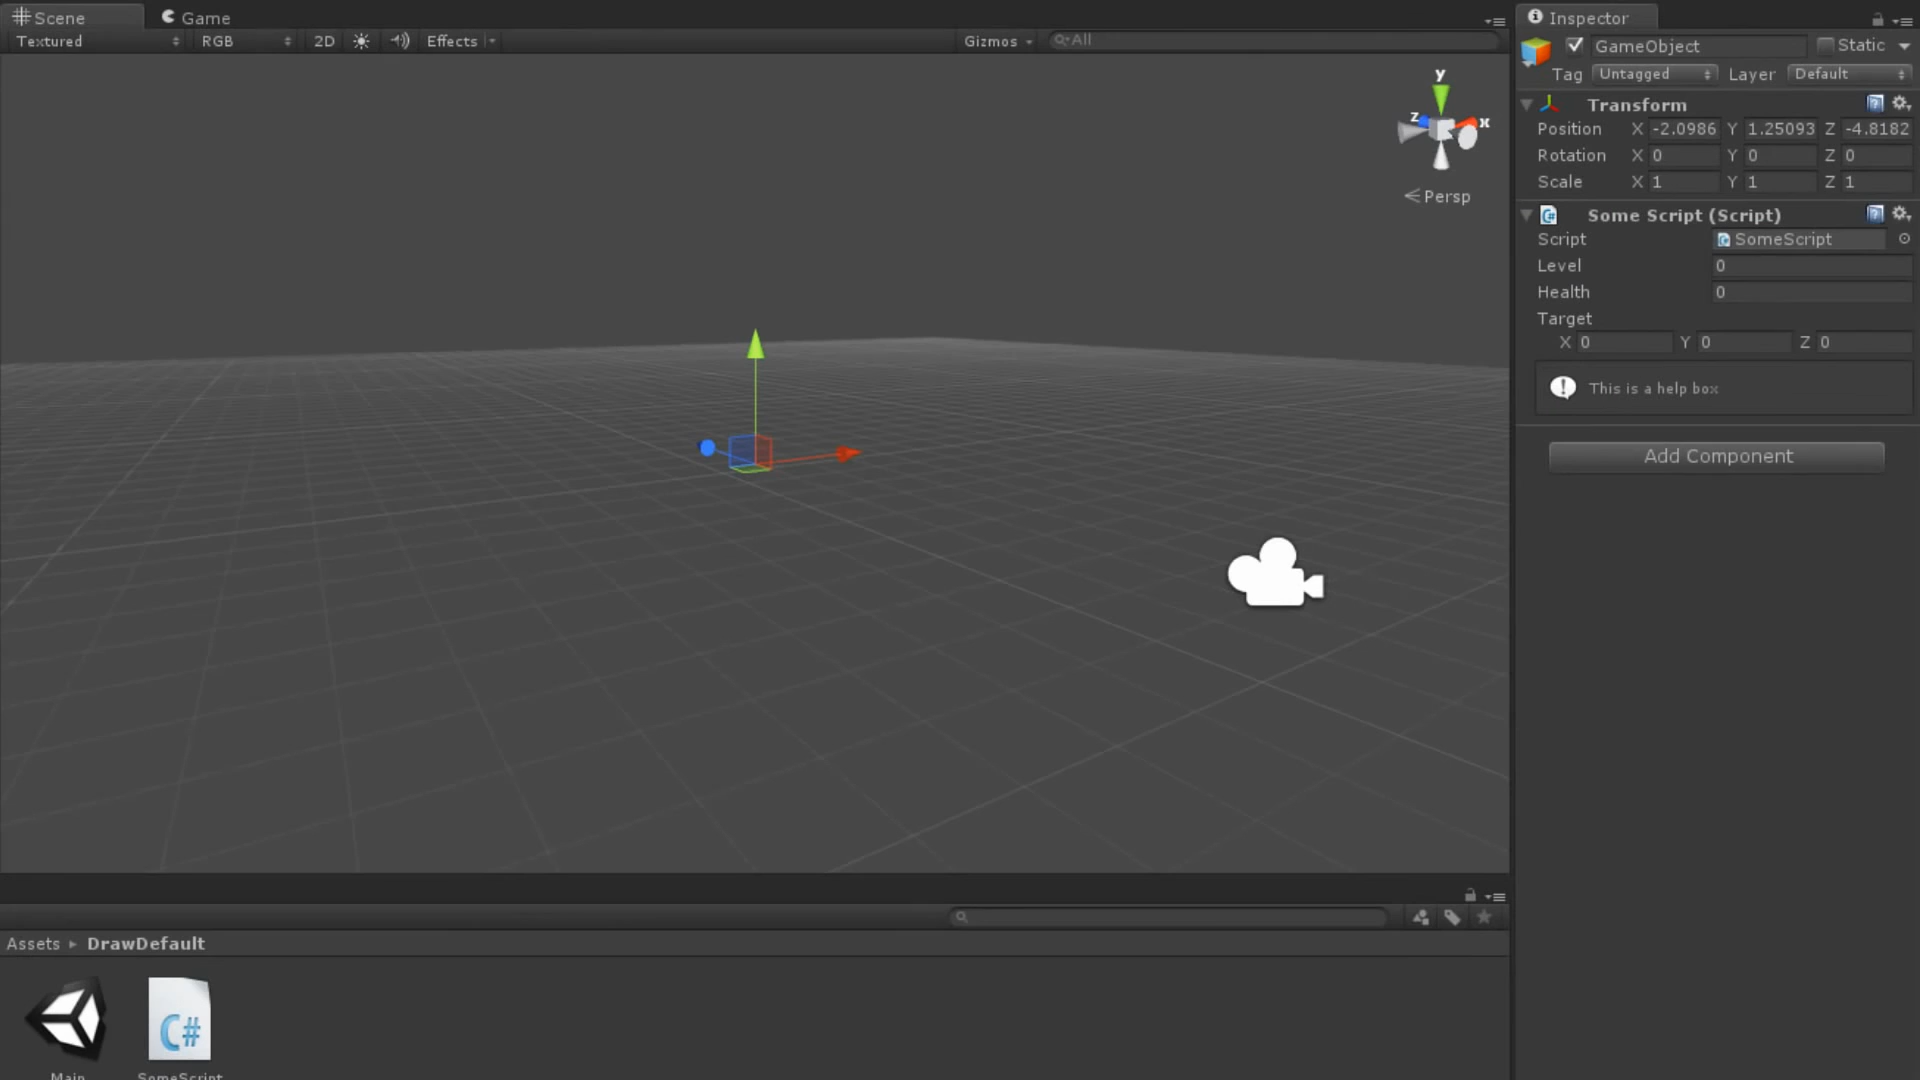 Scene
Game
Textured RGB 2D Effects Gizmos All
y
z x
Persp
Inspector
GameObject Static
Tag Untagged Layer Default
Transform
Position X -2.0986 Y 1.25093 Z -4.8182
Rotation X 0 Y 0 Z 0
Scale X 1 Y 1 Z 1
Some Script (Script)
Script SomeScript
Level 0
Health 0
Target
X 0 Y 0 Z 0
This is a help box
Add Component
Assets DrawDefault
C#
Main SomeScript